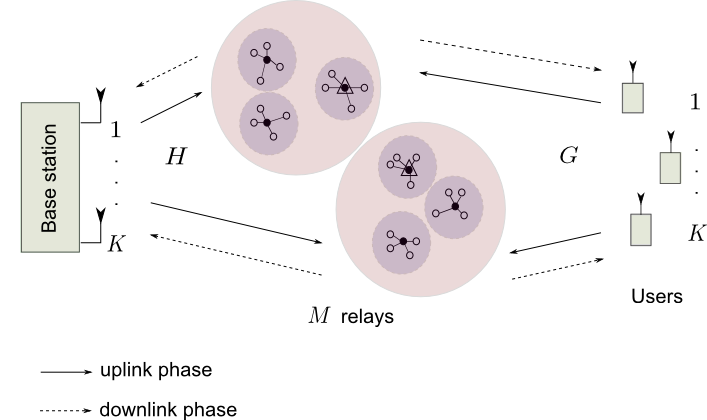 Base station
1
.
.
.
K
H
G
1
.
.
.
K
Users
M relays
uplink phase
downlink phase